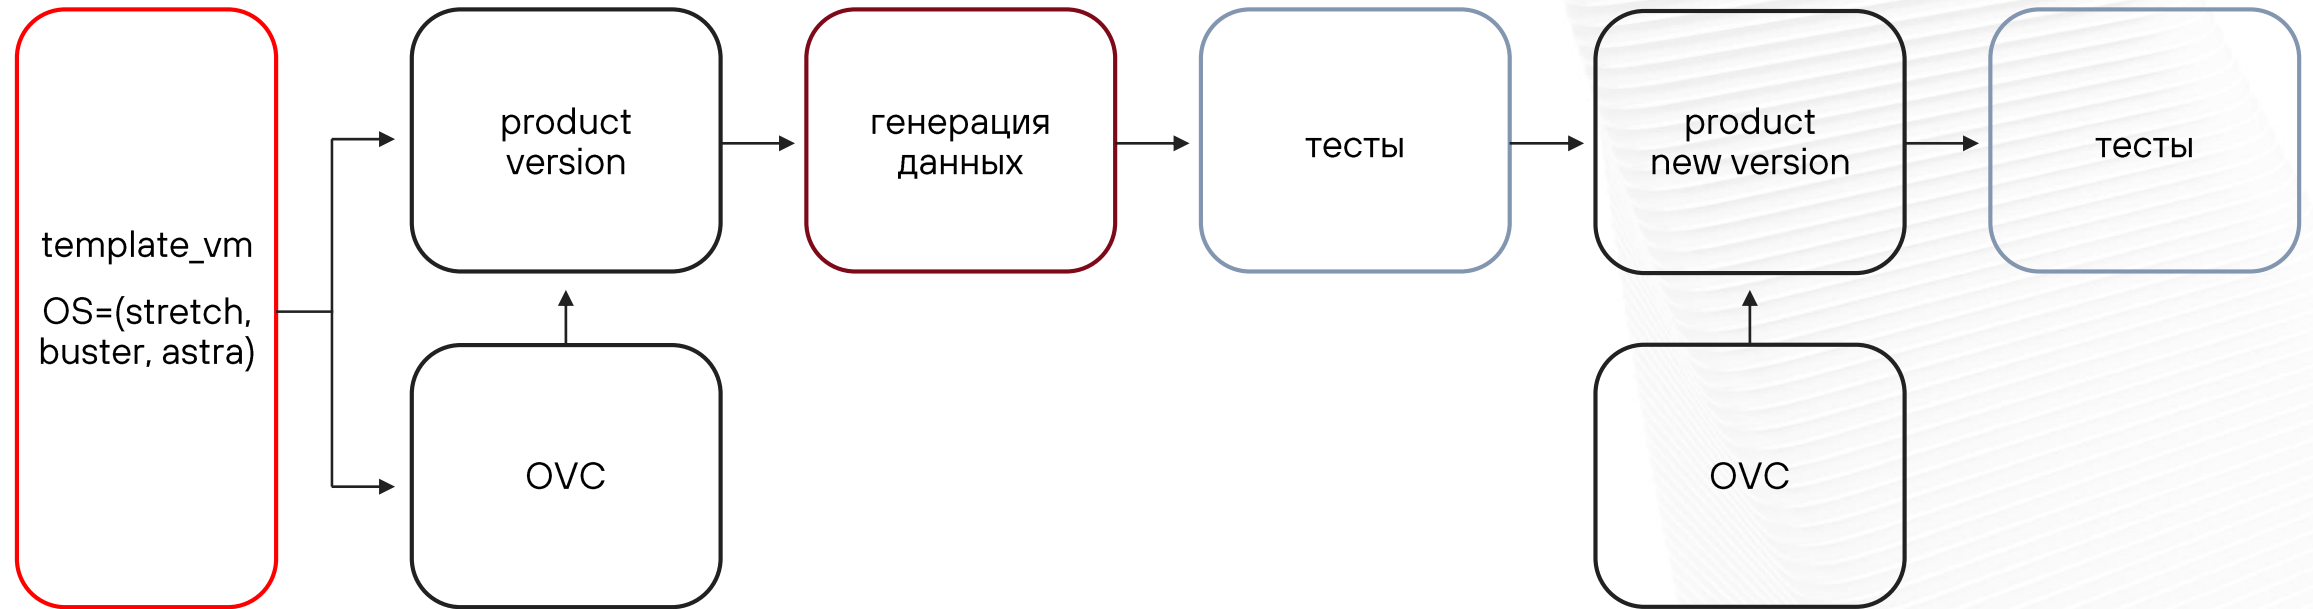 template_vm
OS=(stretch,
buster, astra)
product
version
OVC
генерация
данных
тесты
product
new version
OVC
тесты